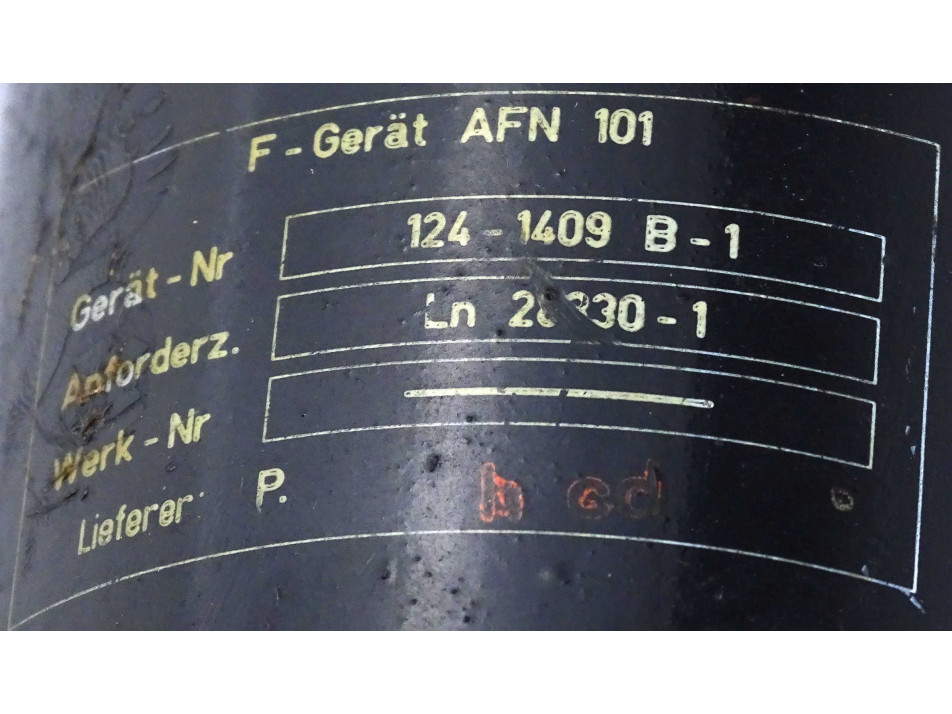 F-Gerät AFN 101
Gerät-Nr 124-1409 B-1
Anforderz. Ln
Werk-Nr
Lieferer P.